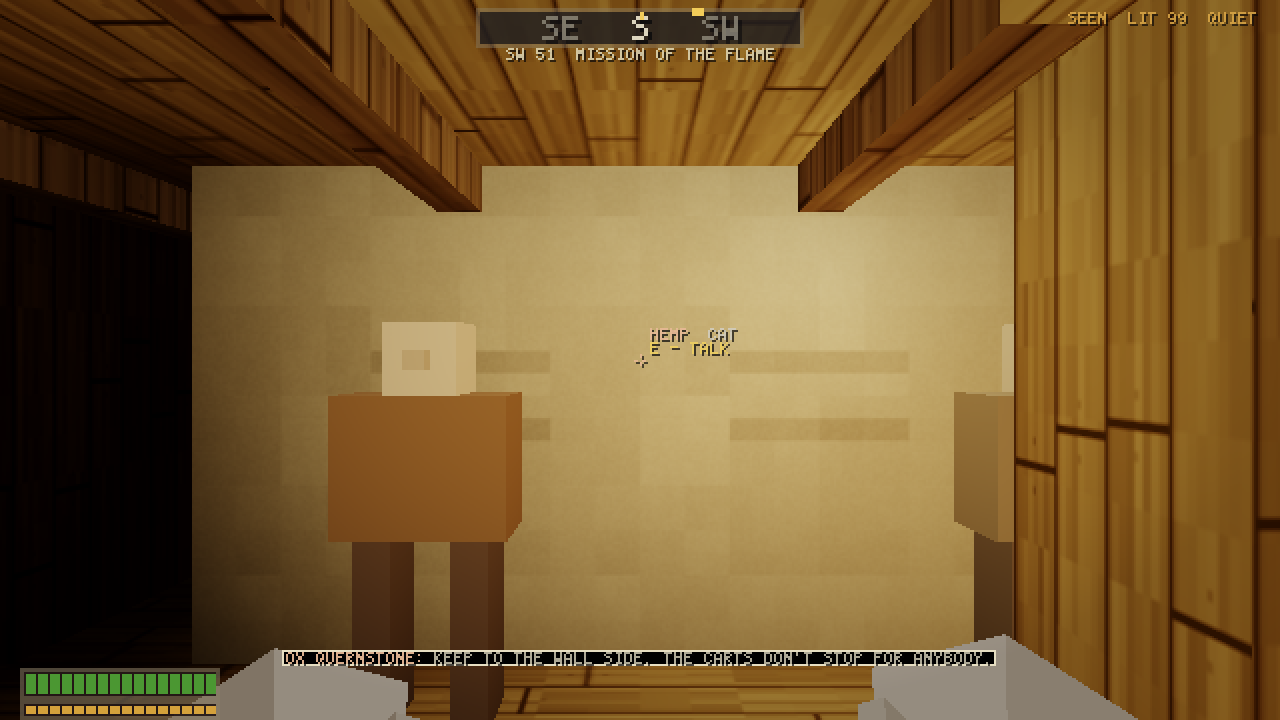 SE S SW
SEEN LIT 99 QUIET
SW 51 MISSION OF THE FLAME
HEMP CAT
E - TALK
OX QUERNSTONE: KEEP TO THE WALL SIDE, THE CARTS DON'T STOP FOR ANYBODY.